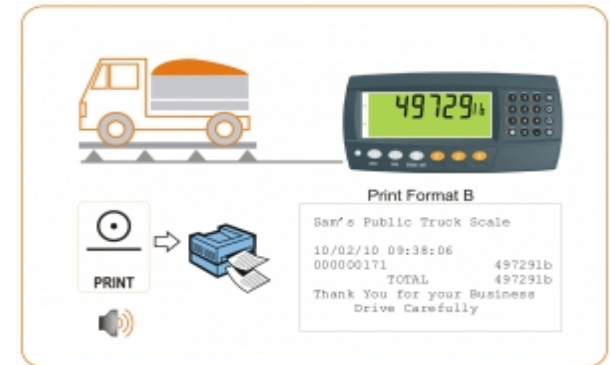 49729lb
Print Format B
Sam's Public Truck Scale
10/02/10 09:38:06
000000171 49729lb
TOTAL 49729lb
Thank You for your Business
Drive Carefully
PRINT